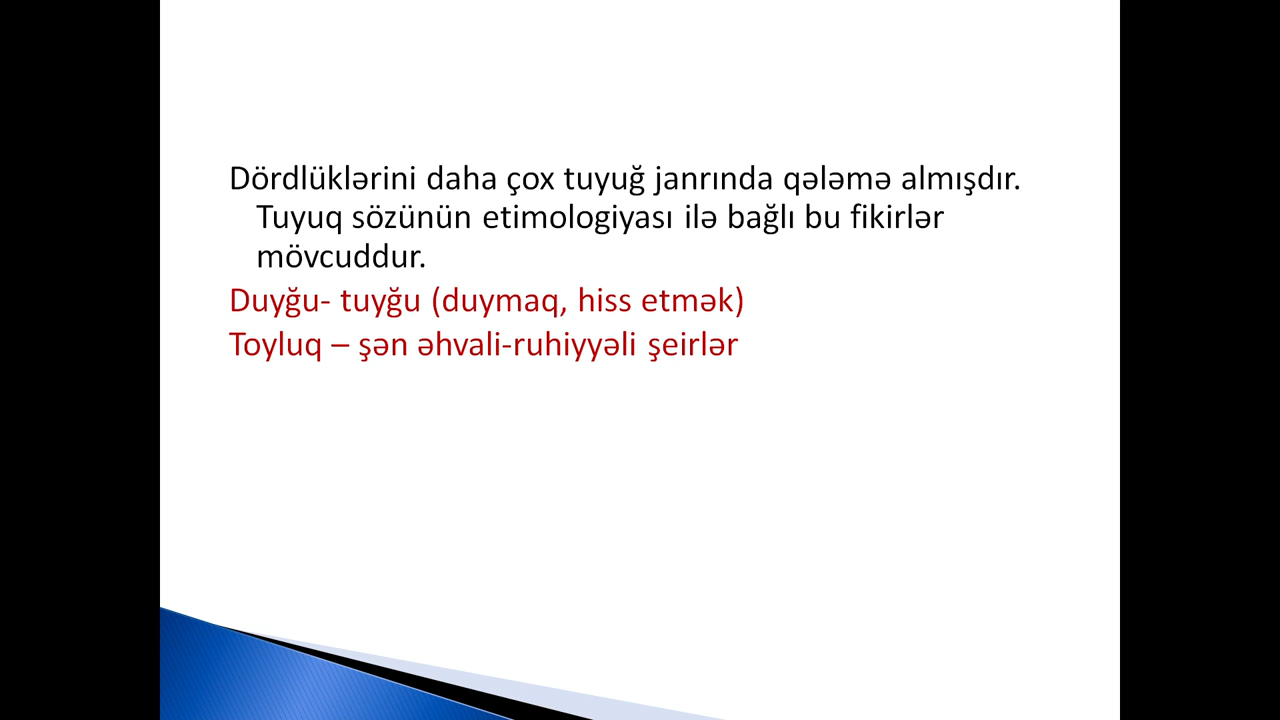 Dördlüklərini daha çox tuyuğ janrında qələmə almışdır.
Tuyuq sözünün etimologiyası ilə bağlı bu fikirlər
mövcuddur.
Duyğu- tuyğu (duymaq, hiss etmək)
Toyluq – şən əhvali-ruhiyyəli şeirlər